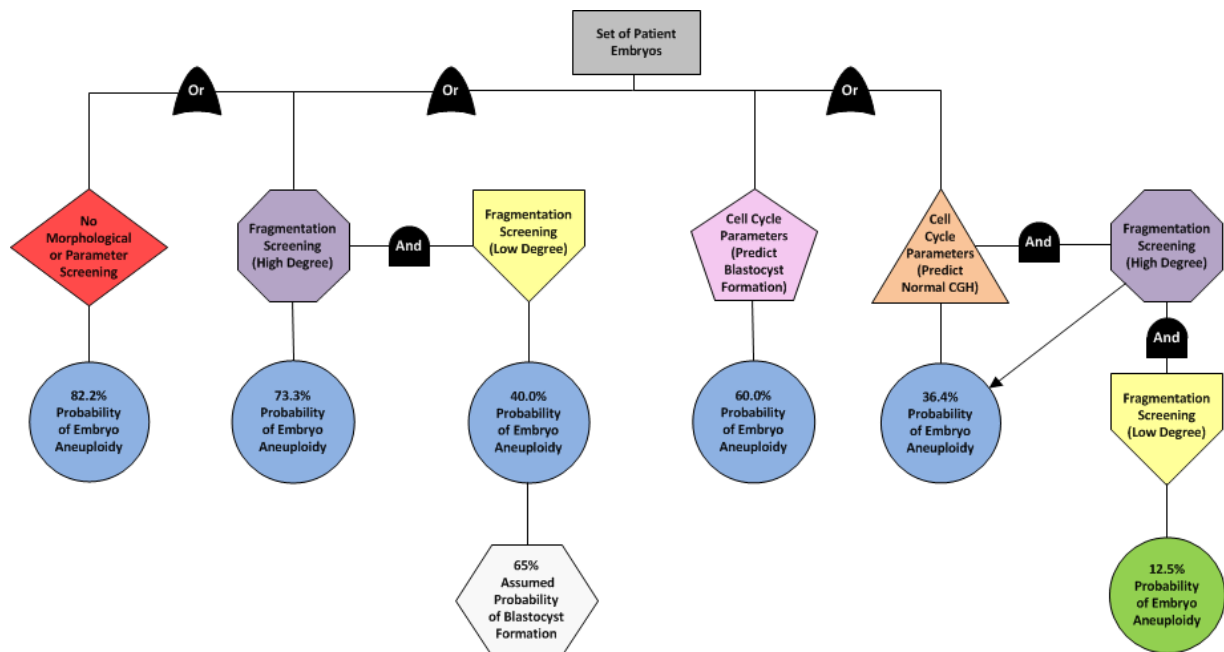 Set of Patient
Embryos
Or
Or
Or
No
Morphological
or Parameter
Screening
Fragmentation
Screening
(High Degree)
And
Fragmentation
Screening
(Low Degree)
Cell Cycle
Parameters
(Predict
Blastocyst
Formation)
Cell
Cycle
Parameters
(Predict
Normal CGH)
And
Fragmentation
Screening
(High Degree)
And
82.2%
Probability
of Embryo
Aneuploidy
73.3%
Probability
of Embryo
Aneuploidy
40.0%
Probability
of Embryo
Aneuploidy
60.0%
Probability
of Embryo
Aneuploidy
36.4%
Probability
of Embryo
Aneuploidy
Fragmentation
Screening
(Low Degree)
65%
Assumed
Probability
of Blastocyst
Formation
12.5%
Probability
of Embryo
Aneuploidy